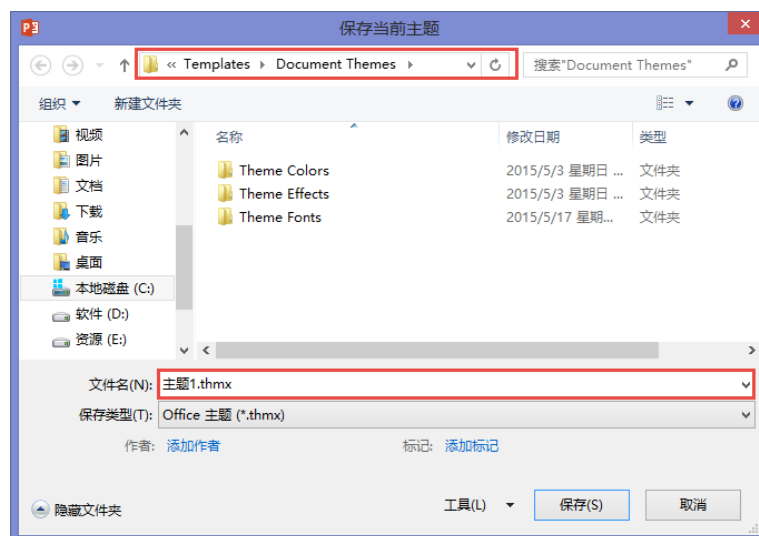 保存当前主题
« Templates Document Themes
搜索"Document Themes"
组织 新建文件夹
视频
图片
文档
下载
音乐
桌面
本地磁盘 (C:)
软件 (D:)
资源 (E:)
名称 修改日期 类型
Theme Colors 2015/5/3 星期日 ... 文件夹
Theme Effects 2015/5/3 星期日 ... 文件夹
Theme Fonts 2015/5/17 星期... 文件夹
文件名(N): 主题1.thmx
保存类型(T): Office 主题 (*.thmx)
作者: 添加作者 标记: 添加标记
隐藏文件夹 工具(L) 保存(S) 取消